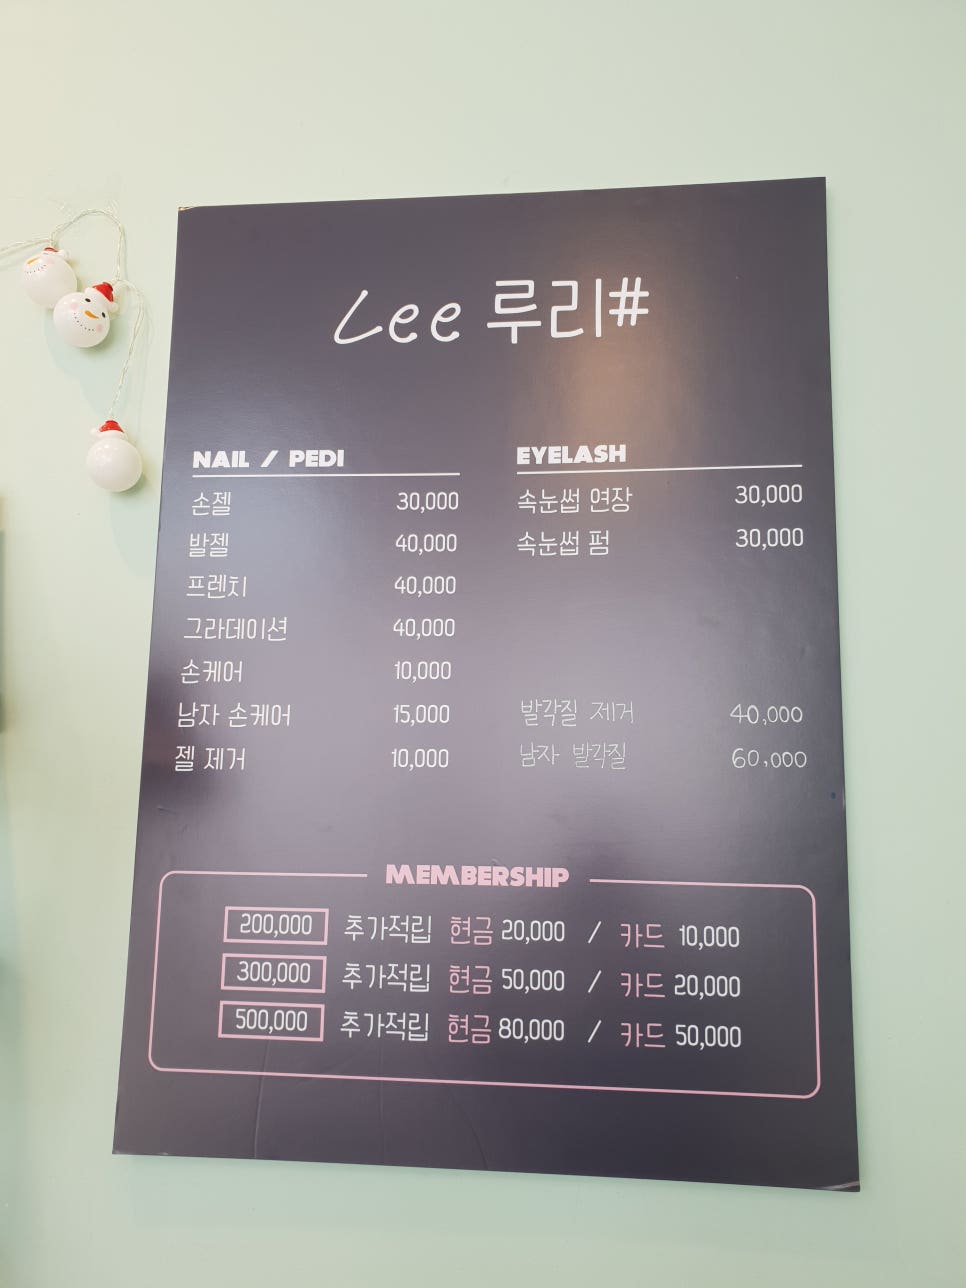 Lee 루리#
NAIL / PEDI
손젤 30,000
발젤 40,000
프렌치 40,000
그라데이션 40,000
손케어 10,000
남자 손케어 15,000
젤 제거 10,000
EYELASH
속눈썹 연장 30,000
속눈썹 펌 30,000
발각질 제거 40,000
남자 발각질 60,000
MEMBERSHIP
200,000 추가적립 현금 20,000 / 카드 10,000
300,000 추가적립 현금 50,000 / 카드 20,000
500,000 추가적립 현금 80,000 / 카드 50,000